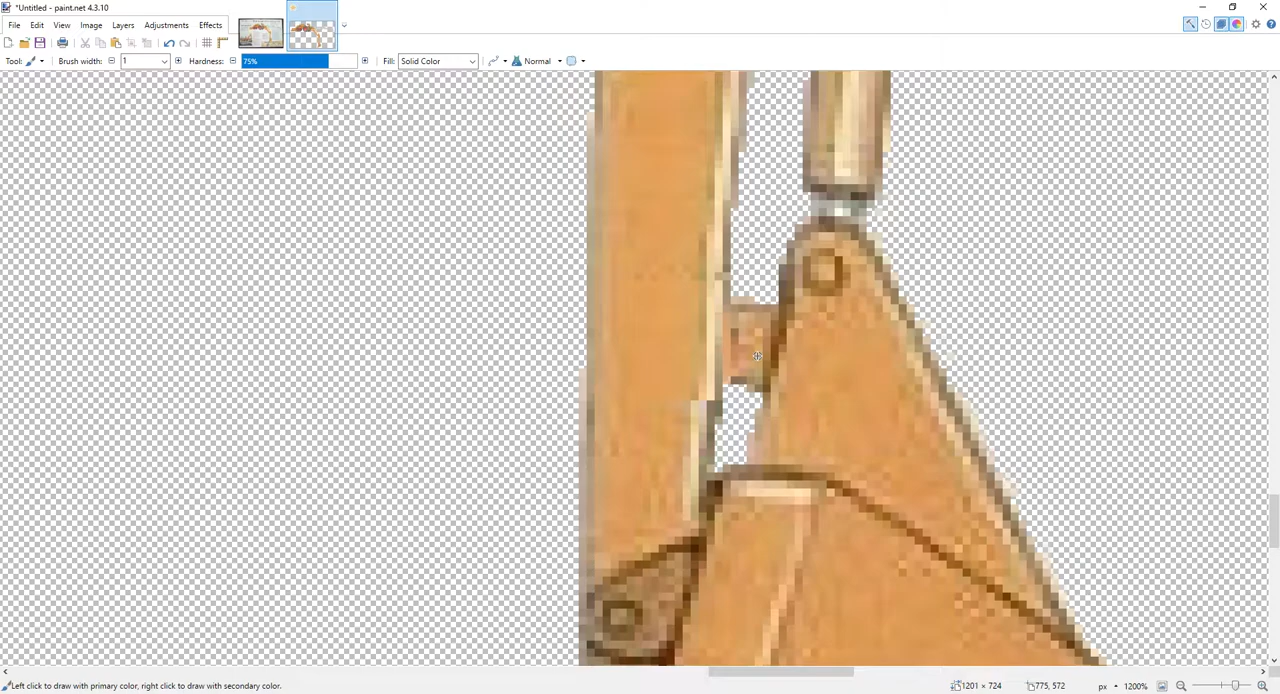 *Untitled - paint.net 4.3.10
File Edit View Image Layers Adjustments Effects
Tool: Brush width: 1 Hardness: 75% Fill: Solid Color Normal
Left click to draw with primary color, right click to draw with secondary color. 1201 × 724 775, 572 px 1200%